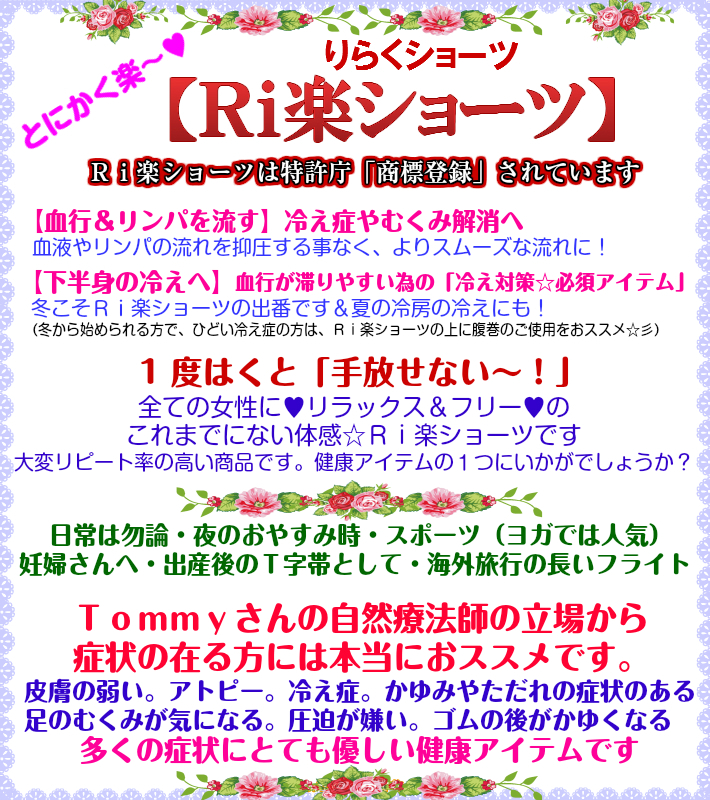 とにかく楽～♥
りらくショーツ
【Ｒｉ楽ショーツ】
Ｒｉ楽ショーツは特許庁「商標登録」されています
【血行＆リンパを流す】冷え症やむくみ解消へ
血液やリンパの流れを抑圧する事なく、よりスムーズな流れに！
【下半身の冷えへ】血行が滞りやすい為の「冷え対策☆必須アイテム」
冬こそＲｉ楽ショーツの出番です＆夏の冷房の冷えにも！
（冬から始められる方で、ひどい冷え症の方は、Ｒｉ楽ショーツの上に腹巻のご使用をおススメ☆彡）
１度はくと「手放せない～！」
全ての女性に♥リラックス＆フリー♥の
これまでにない体感☆Ｒｉ楽ショーツです
大変リピート率の高い商品です。健康アイテムの１つにいかがでしょうか？
日常は勿論・夜のおやすみ時・スポーツ（ヨガでは人気）
妊婦さんへ・出産後のＴ字帯として・海外旅行の長いフライト
Ｔｏｍｍｙさんの自然療法師の立場から
症状の在る方には本当におススメです。
皮膚の弱い。アトピー。冷え症。かゆみやただれの症状のある
足のむくみが気になる。圧迫が嫌い。ゴムの後がかゆくなる
多くの症状にとても優しい健康アイテムです